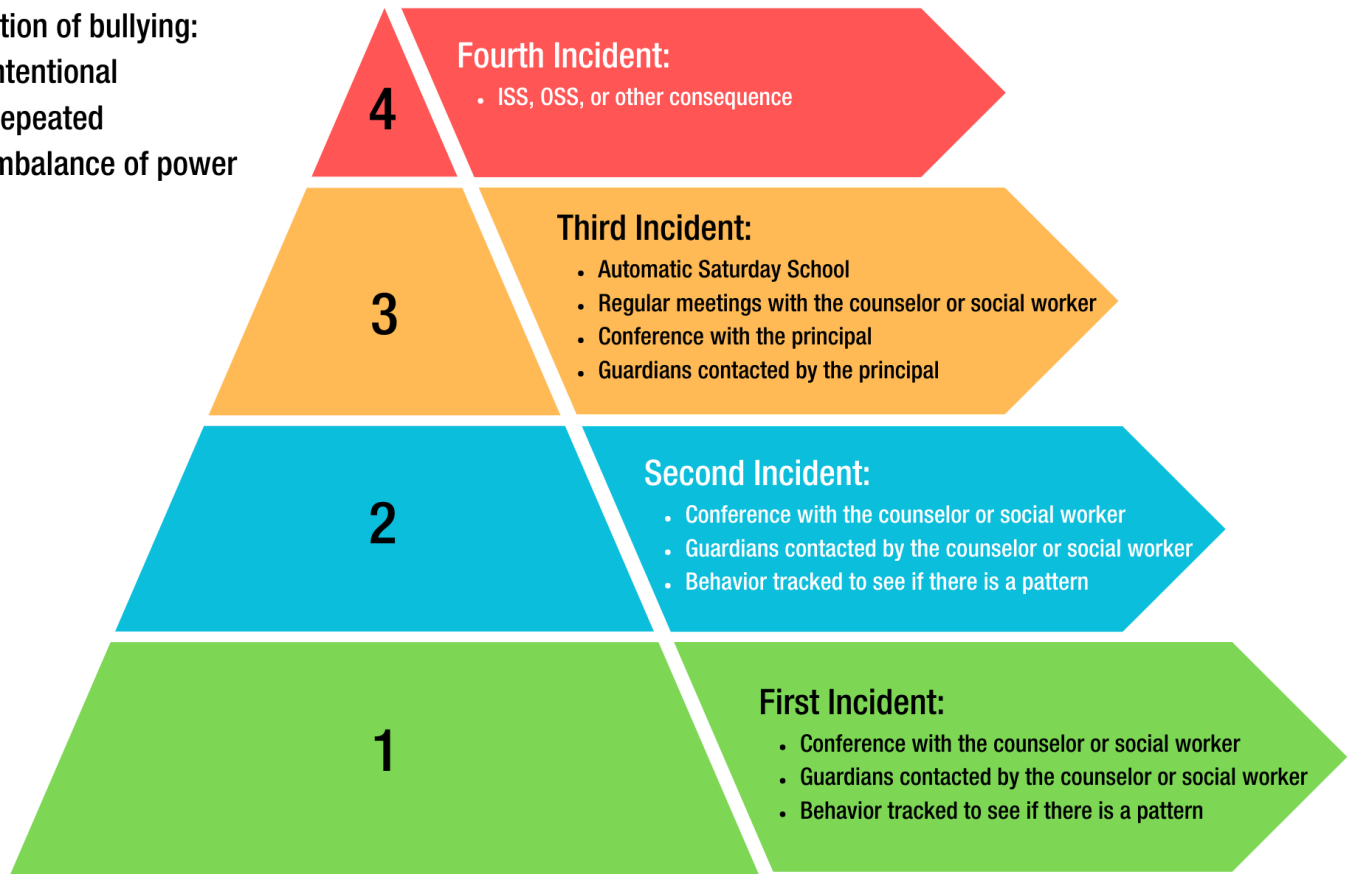 tion of bullying:
ntentional
epeated
mbalance of power
4
Fourth Incident:
• ISS, OSS, or other consequence
3
Third Incident:
• Automatic Saturday School
• Regular meetings with the counselor or social worker
• Conference with the principal
• Guardians contacted by the principal
2
Second Incident:
• Conference with the counselor or social worker
• Guardians contacted by the counselor or social worker
• Behavior tracked to see if there is a pattern
1
First Incident:
• Conference with the counselor or social worker
• Guardians contacted by the counselor or social worker
• Behavior tracked to see if there is a pattern